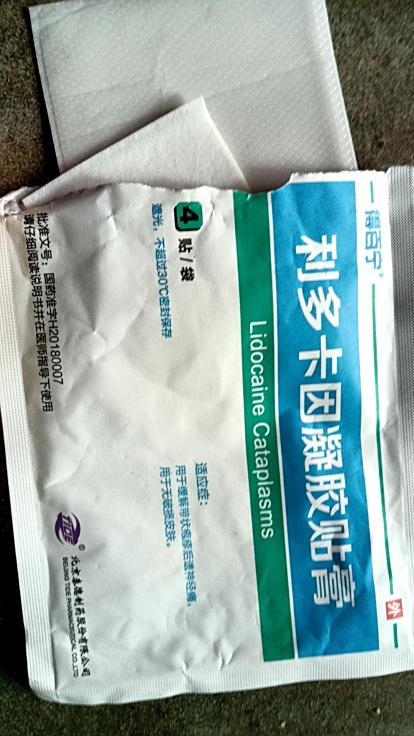 得百宁®
外
利多卡因凝胶贴膏
Lidocaine Cataplasms
4 贴/袋
遮光，不超过30℃密封保存
适应症：
用于缓解带状疱疹后遗神经痛，
用于无破损皮肤。
批准文号：国药准字H20180007
请仔细阅读说明书并在医师指导下使用
TIDE®
北京泰德制药股份有限公司
BEIJING TIDE PHARMACEUTICAL CO.,LTD